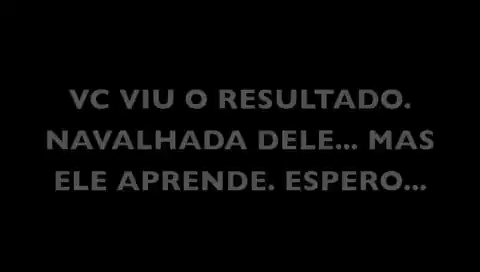 VC VIU O RESULTADO.
NAVALHADA DELE... MAS
ELE APRENDE. ESPERO...